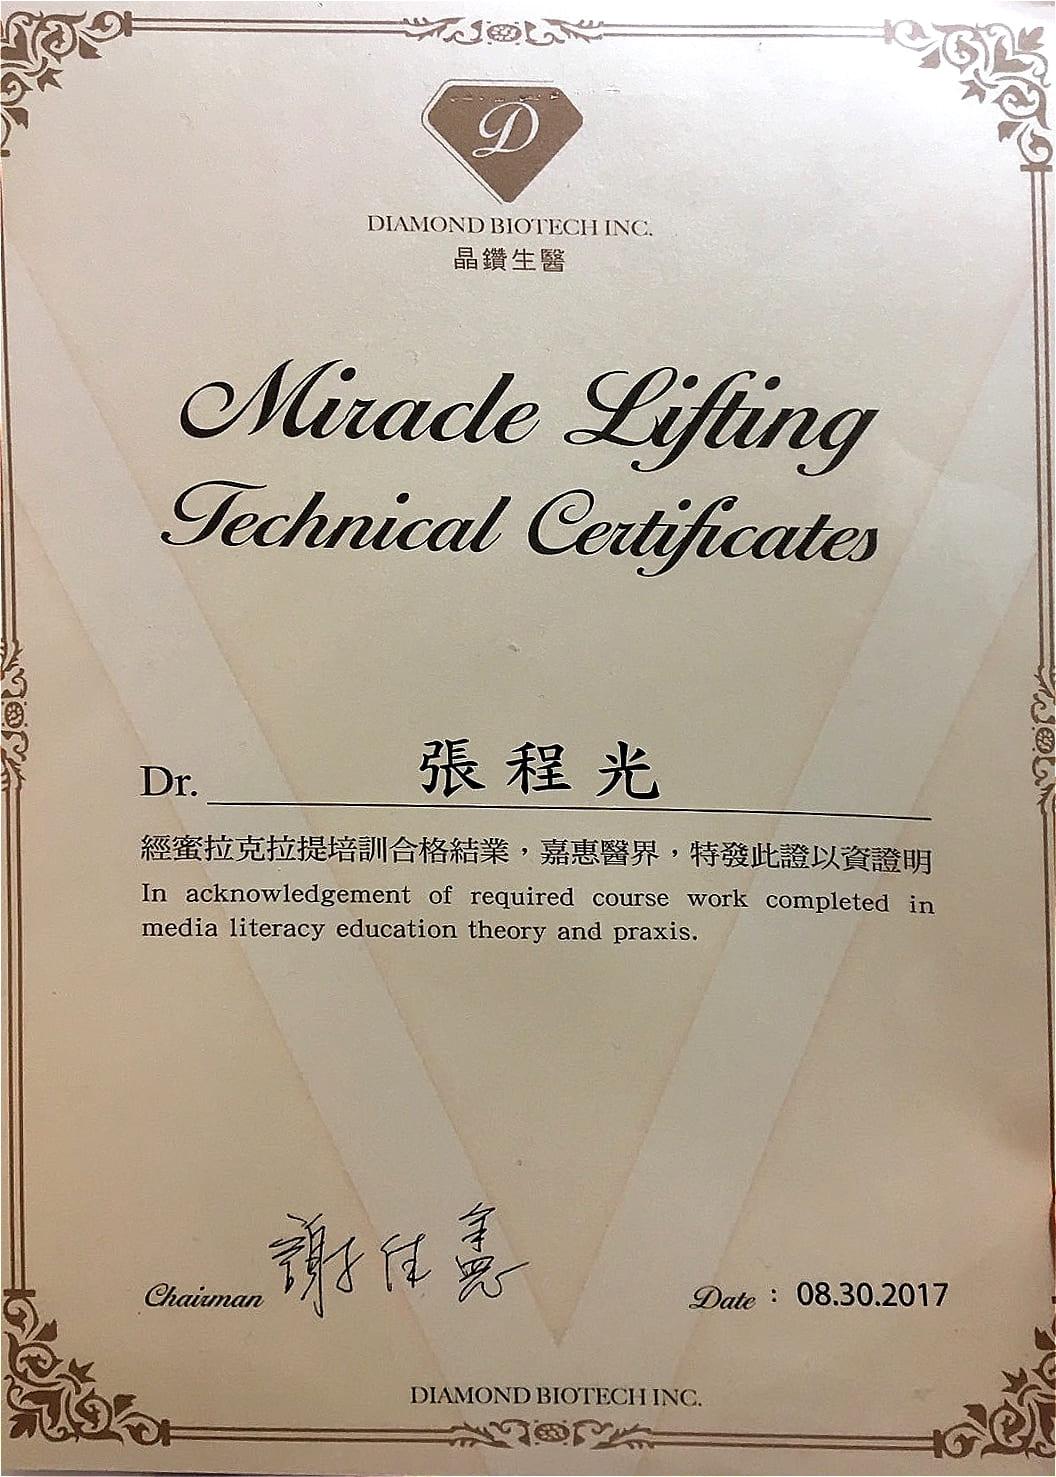 D
DIAMOND BIOTECH INC.
晶鑽生醫
Miracle Lifting
Technical Certificates
Dr. 張程光
經蜜拉克拉提培訓合格結業，嘉惠醫界，特發此證以資證明
In acknowledgement of required course work completed in
media literacy education theory and praxis.
Chairman 謝佳憲 Date : 08.30.2017
DIAMOND BIOTECH INC.